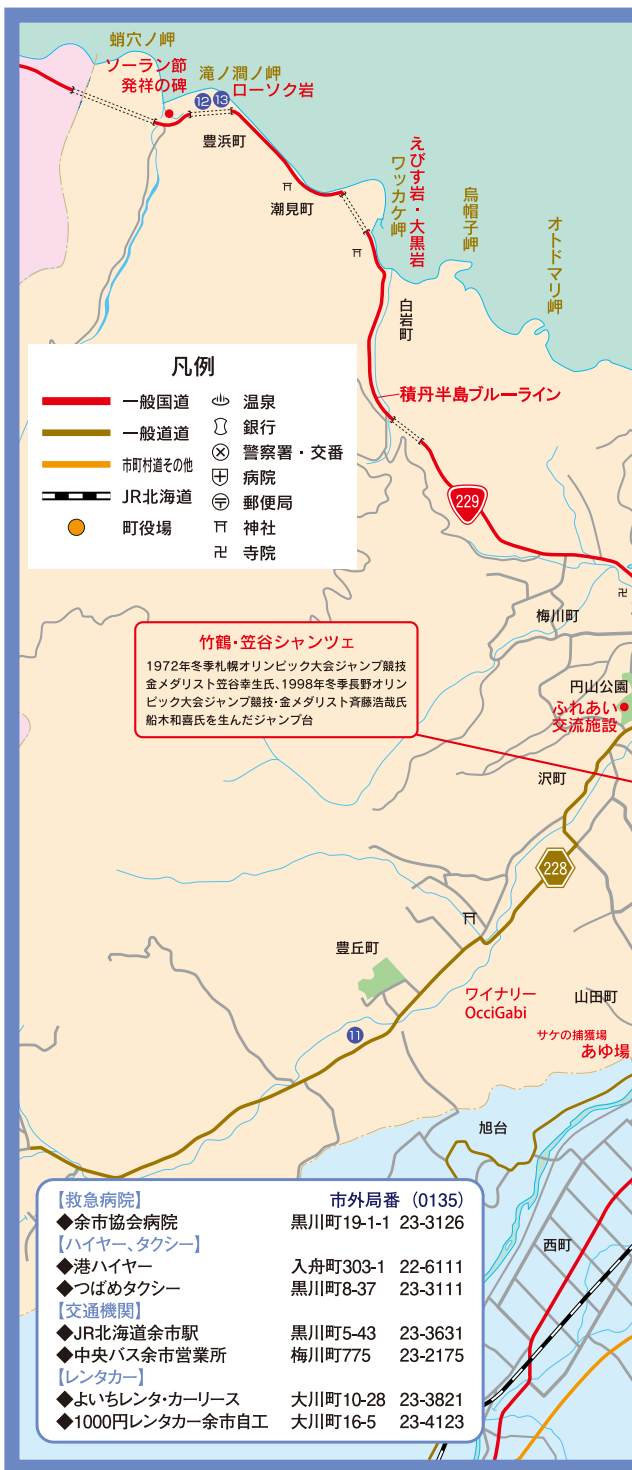 蛸穴ノ岬
ソーラン節
発祥の碑
滝ノ澗ノ岬
ローソク岩
⑫
⑬
豊浜町
潮見町
えびす岩・大黒岩
ワッカケ岬
烏帽子岬
オトドマリ岬
白岩町
積丹半島ブルーライン
凡例
一般国道
一般道道
市町村道その他
JR北海道
町役場
温泉
銀行
警察署・交番
病院
郵便局
神社
寺院
229
梅川町
竹鶴・笠谷シャンツェ
1972年冬季札幌オリンピック大会ジャンプ競技
金メダリスト笠谷幸生氏、1998年冬季長野オリン
ピック大会ジャンプ競技・金メダリスト斉藤浩哉氏
船木和喜氏を生んだジャンプ台
円山公園
ふれあい
交流施設
沢町
228
豊丘町
ワイナリー
OcciGabi
山田町
⑪
サケの捕獲場
あゆ場
旭台
西町
【救急病院】 市外局番 (0135)
◆余市協会病院 黒川町19-1-1 23-3126
【ハイヤー、タクシー】
◆港ハイヤー 入舟町303-1 22-6111
◆つばめタクシー 黒川町8-37 23-3111
【交通機関】
◆JR北海道余市駅 黒川町5-43 23-3631
◆中央バス余市営業所 梅川町775 23-2175
【レンタカー】
◆よいちレンタ・カーリース 大川町10-28 23-3821
◆1000円レンタカー余市自工 大川町16-5 23-4123